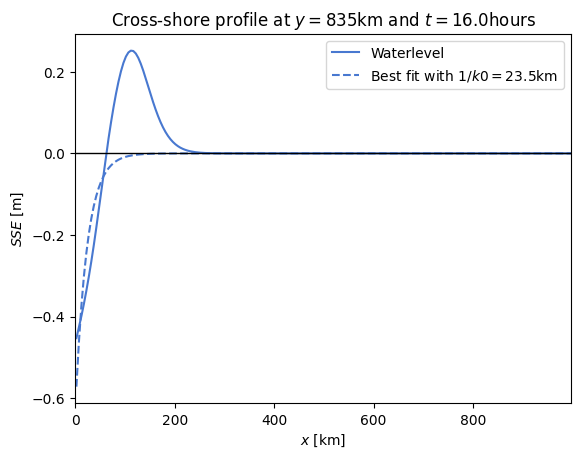 Cross-shore profile at y = 835km and t = 16.0hours
Waterlevel
Best fit with 1/k0 = 23.5km
0.2
0.0
−0.2
−0.4
−0.6
SSE [m]
0 200 400 600 800
x [km]